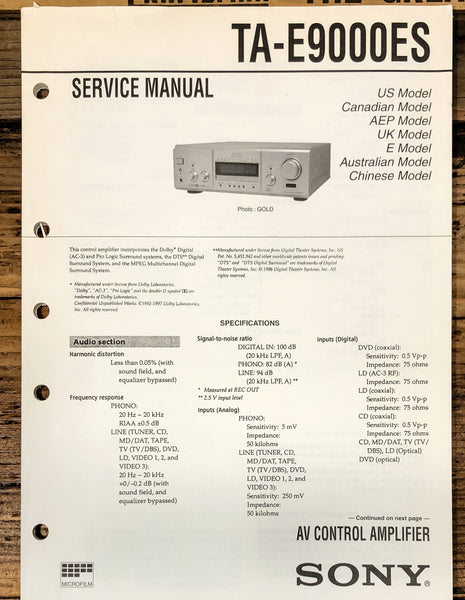 TA-E9000ES
SERVICE MANUAL
US Model
Canadian Model
AEP Model
UK Model
E Model
Australian Model
Chinese Model
Photo : GOLD
This control amplifier incorporates the Dolby* Digital
(AC-3) and Pro Logic Surround systems, the DTS** Digital
Surround System, and the MPEG Multichannel Digital
Surround System.
* Manufactured under license from Dolby Laboratories.
"Dolby", "AC-3", "Pro Logic" and the double-D symbol are
trademarks of Dolby Laboratories.
Confidential Unpublished Works. ©1992-1997 Dolby Laboratories,
Inc. All rights reserved.
**Manufactured under license from Digital Theater Systems, Inc. US
Pat. No. 5,451,942 and other worldwide patents issued and pending.
"DTS" and "DTS Digital Surround" are trademarks of Digital
Theater Systems, Inc. © 1996 Digital Theater Systems, Inc.
All rights reserved.
SPECIFICATIONS
Audio section
Harmonic distortion
Less than 0.05% (with
sound field, and
equalizer bypassed)
Frequency response
PHONO:
20 Hz – 20 kHz
RIAA ±0.5 dB
LINE (TUNER, CD,
MD/DAT, TAPE,
TV (TV/DBS), DVD,
LD, VIDEO 1, 2, and
VIDEO 3):
20 Hz – 20 kHz
+0/–0.2 dB (with
sound field, and
equalizer bypassed)
Signal-to-noise ratio
DIGITAL IN: 100 dB
(20 kHz LPF, A)
PHONO: 82 dB (A) *
LINE: 94 dB
(20 kHz LPF, A) **
* Measured at REC OUT
** 2.5 V input level
Inputs (Analog)
PHONO:
Sensitivity: 5 mV
Impedance:
50 kilohms
LINE (TUNER, CD,
MD/DAT, TAPE,
TV (TV/DBS), DVD,
LD, VIDEO 1, 2, and
VIDEO 3):
Sensitivity: 250 mV
Impedance:
50 kilohms
Inputs (Digital)
DVD (coaxial):
Sensitivity: 0.5 Vp-p
Impedance: 75 ohms
LD (AC-3 RF):
Impedance: 75 ohms
LD (coaxial):
Sensitivity: 0.5 Vp-p
Impedance: 75 ohms
CD (coaxial):
Sensitivity: 0.5 Vp-p
Impedance: 75 ohms
CD, MD/DAT, TV (TV/
DBS), LD (Optical)
DVD (optical)
— Continued on next page —
AV CONTROL AMPLIFIER
MICROFILM
SONY